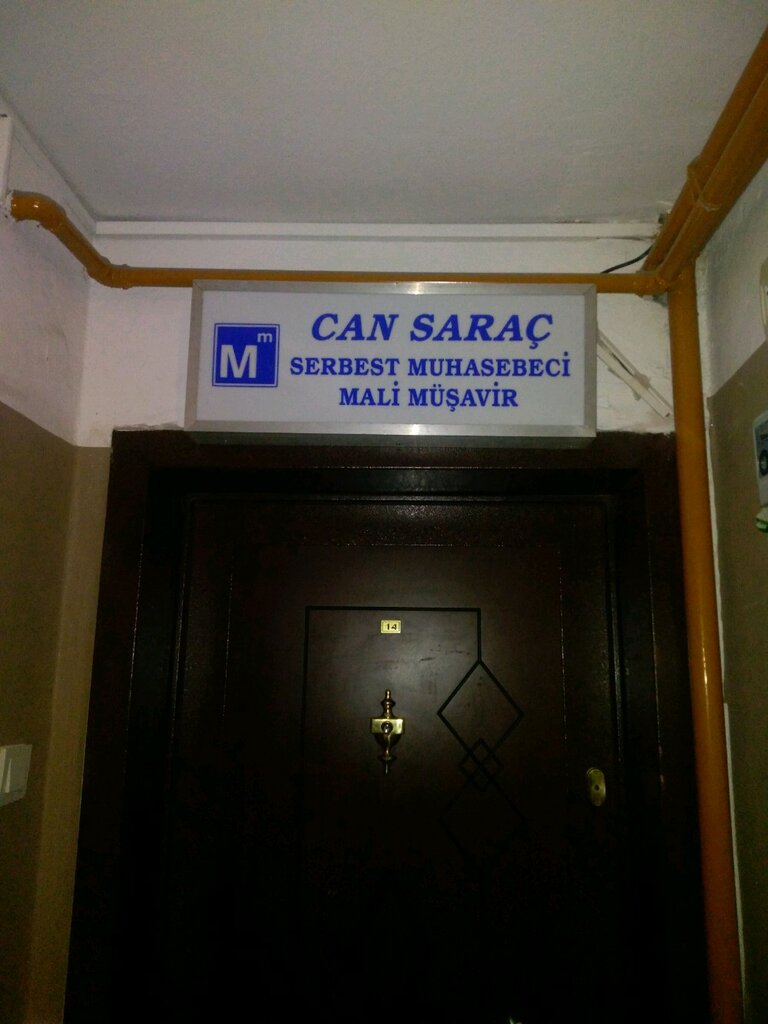 Mm
CAN SARAÇ
SERBEST MUHASEBECİ
MALİ MÜŞAVİR
14